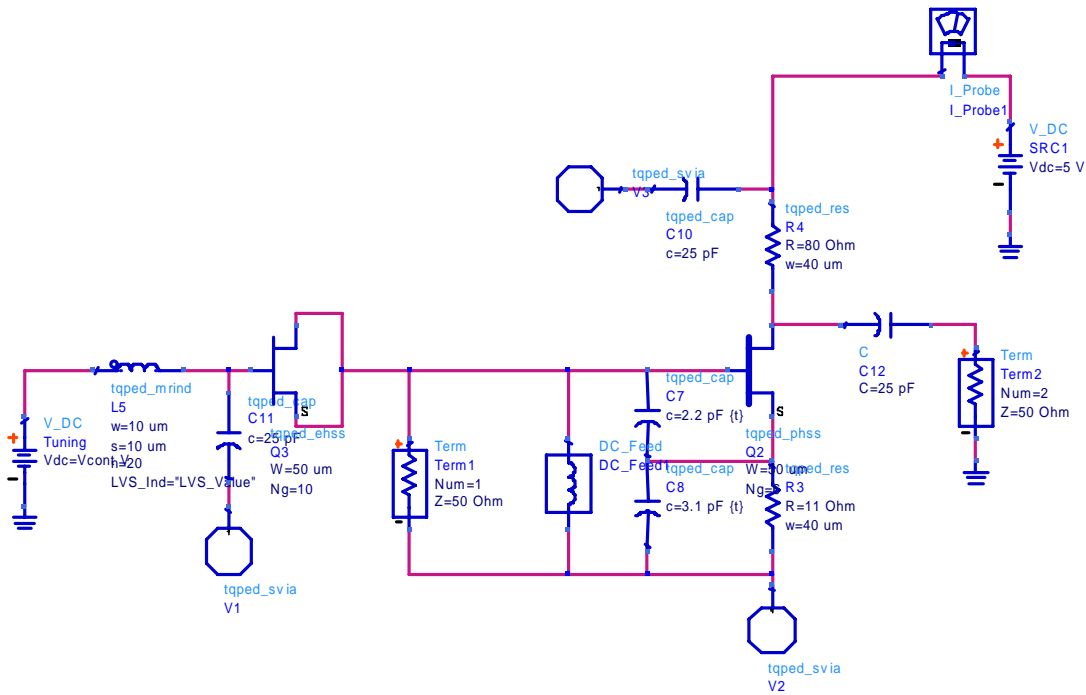 I_Probe
I_Probe1
V_DC
SRC1
Vdc=5 V
tqped_svia
V3
tqped_cap
C10
c=25 pF
tqped_res
R4
R=80 Ohm
w=40 um
C
C12
C=25 pF
Term
Term2
Num=2
Z=50 Ohm
tqped_mrind
L5
w=10 um
s=10 um
n=20
LVS_Ind="LVS_Value"
V_DC
Tuning
Vdc=Vcont V
tqped_cap
C11
c=25 pF
tqped_ehss
Q3
W=50 um
Ng=10
S
Term
Term1
Num=1
Z=50 Ohm
DC_Feed
DC_Feed1
tqped_cap
C7
c=2.2 pF {t}
tqped_cap
C8
c=3.1 pF {t}
S
tqped_phss
Q2
tqped_res
R3
R=11 Ohm
w=40 um
tqped_svia
V1
tqped_svia
V2